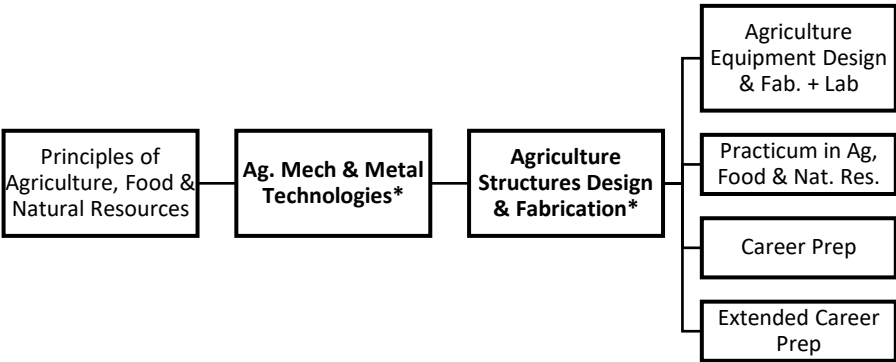 Principles of
Agriculture, Food &
Natural Resources
Ag. Mech & Metal
Technologies*
Agriculture
Structures Design
& Fabrication*
Agriculture
Equipment Design
& Fab. + Lab
Practicum in Ag,
Food & Nat. Res.
Career Prep
Extended Career
Prep